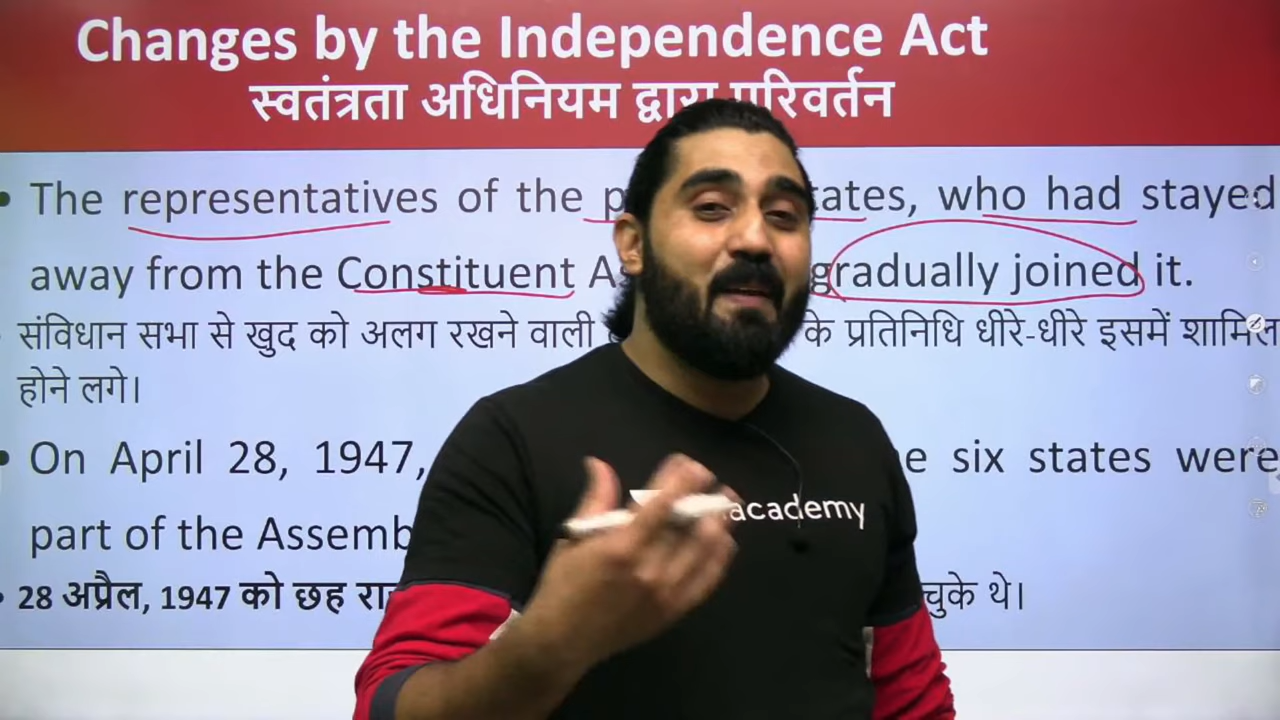 Changes by the Independence Act
स्वतंत्रता अधिनियम द्वारा परिवर्तन
• The representatives of the who had stayed
away from the Constituent gradually joined it.
• संविधान सभा से खुद को अलग रखने वाली के प्रतिनिधि धीरे-धीरे इसमें शामिल
होने लगे।
• On April 28, 1947, six states were
part of the
• 28 अप्रैल, 1947 को छह चुके थे।
academy